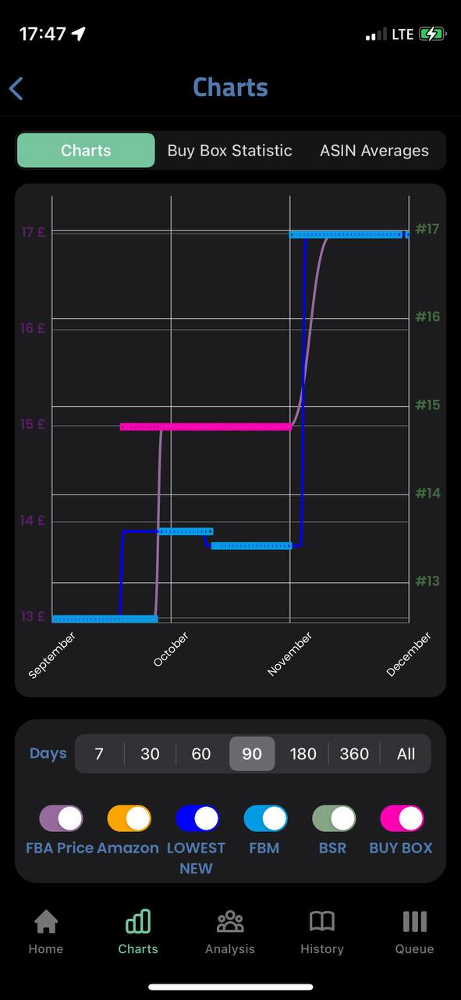 17:47 LTE
Charts
Charts Buy Box Statistic ASIN Averages
17 £ #17
16 £ #16
15 £ #15
14 £ #14
13 £ #13
September October November December
Days 7 30 60 90 180 360 All
FBA Price Amazon LOWEST NEW FBM BSR BUY BOX
Home Charts Analysis History Queue